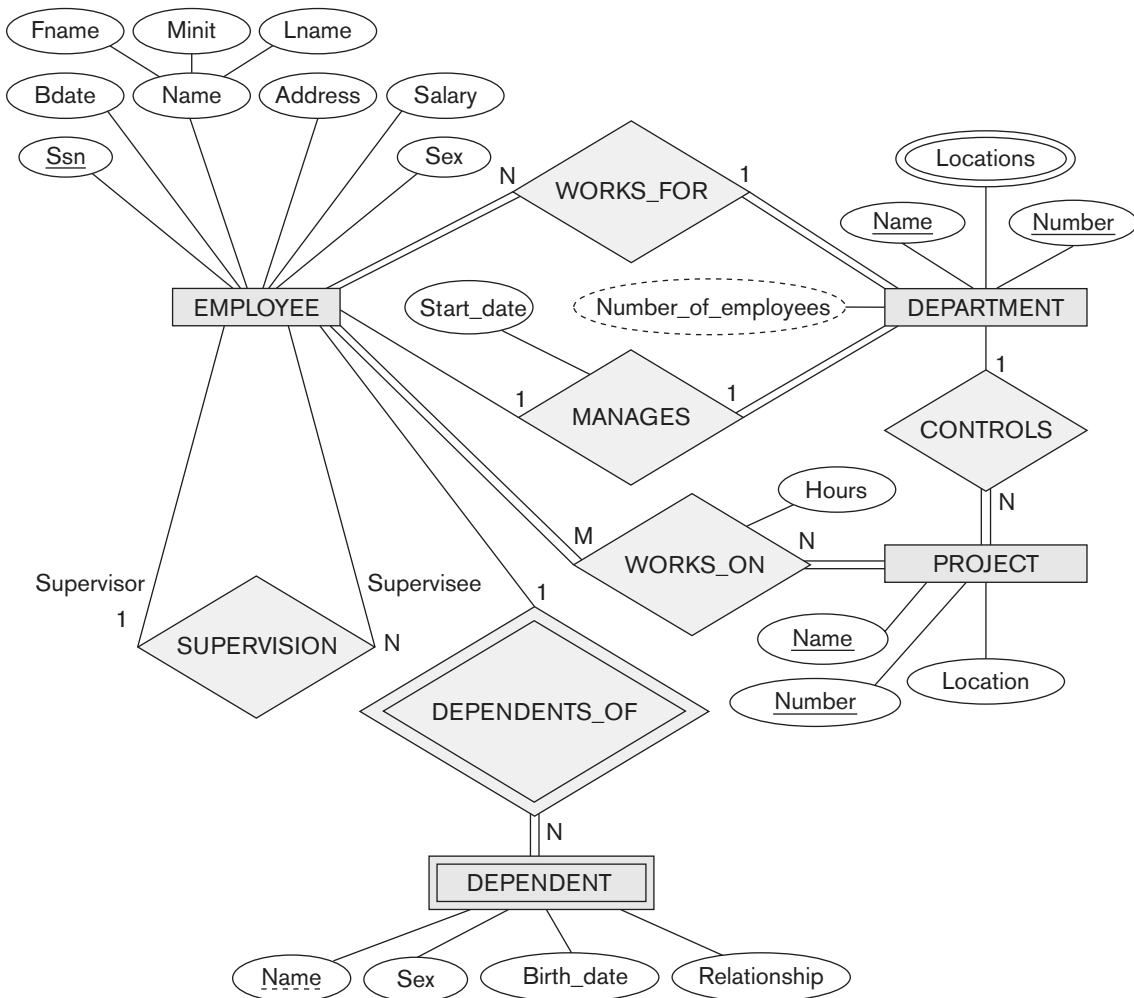 Fname Minit Lname
Bdate Name Address Salary
Ssn Sex
N WORKS_FOR 1
Locations
Name Number
EMPLOYEE Start_date Number_of_employees DEPARTMENT
1 MANAGES 1
1
CONTROLS
N
Hours
M WORKS_ON N
PROJECT
Supervisor Supervisee
1 SUPERVISION N
1
Name
Number
Location
DEPENDENTS_OF
N
DEPENDENT
Name Sex Birth_date Relationship